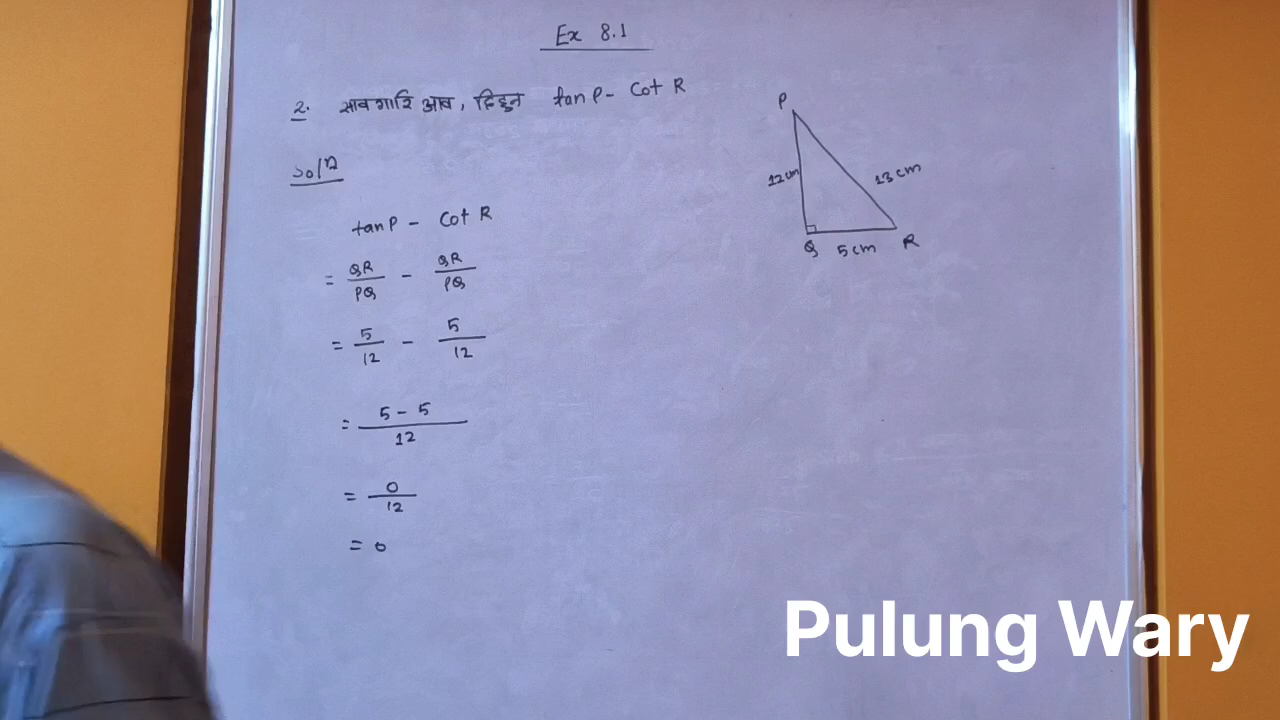 Ex 8.1
2. सावगारि आव, दिहुन tan P - Cot R
Sol^n
tan P - Cot R
= QR/PQ - QR/PQ
= 5/12 - 5/12
= 5 - 5/12
= 0/12
= 0
P
12 cm
13 cm
Q 5 cm R
Pulung Wary